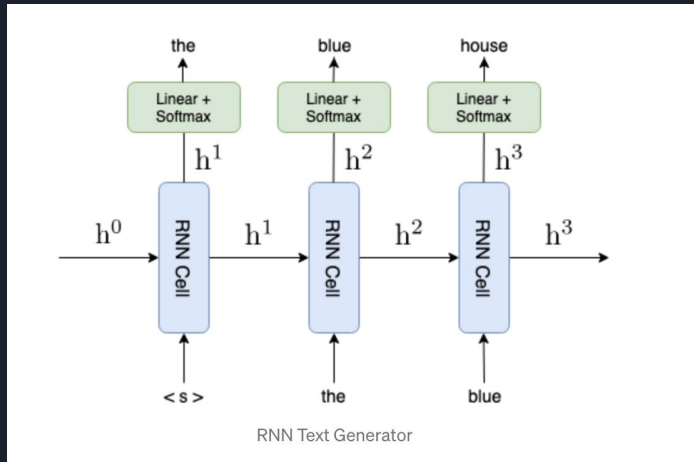 the blue house
Linear + Linear + Linear +
Softmax Softmax Softmax
h¹ h² h³
h⁰ h¹ h² h³
RNN Cell RNN Cell RNN Cell
<s> the blue
RNN Text Generator